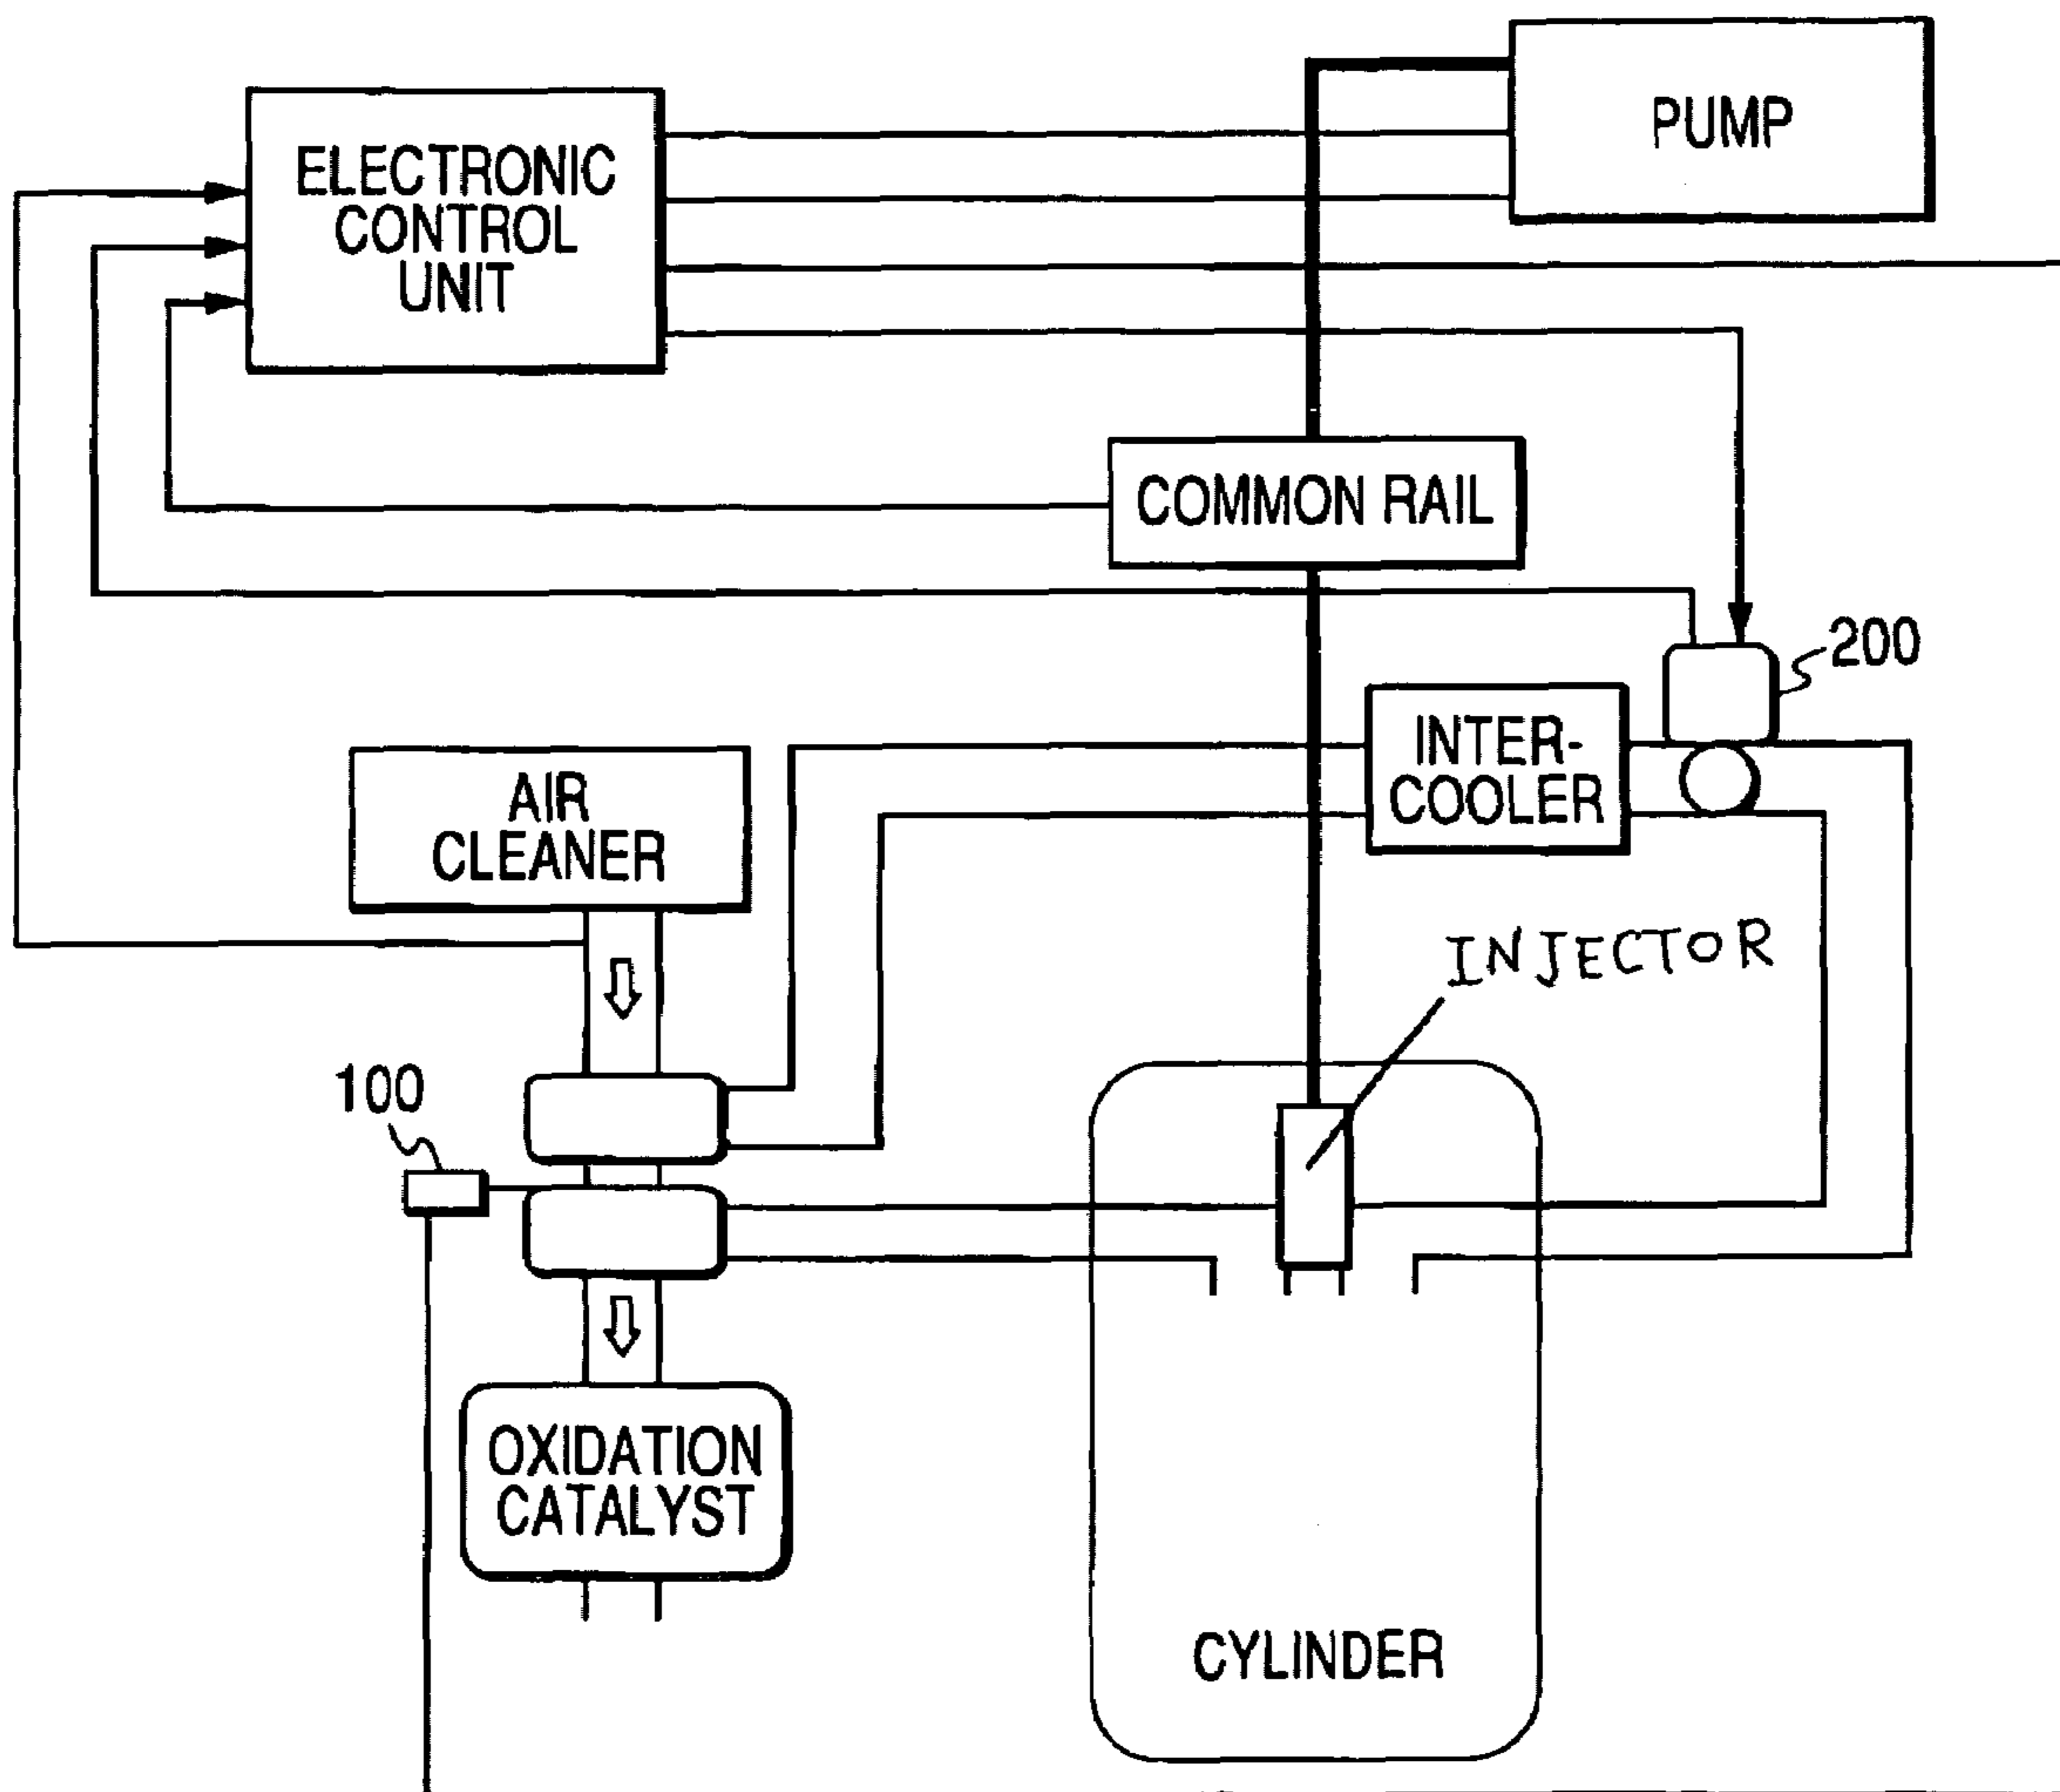 PUMP
ELECTRONIC
CONTROL
UNIT
COMMON RAIL
200
INTER-
COOLER
AIR
CLEANER
INJECTOR
100
OXIDATION
CATALYST
CYLINDER